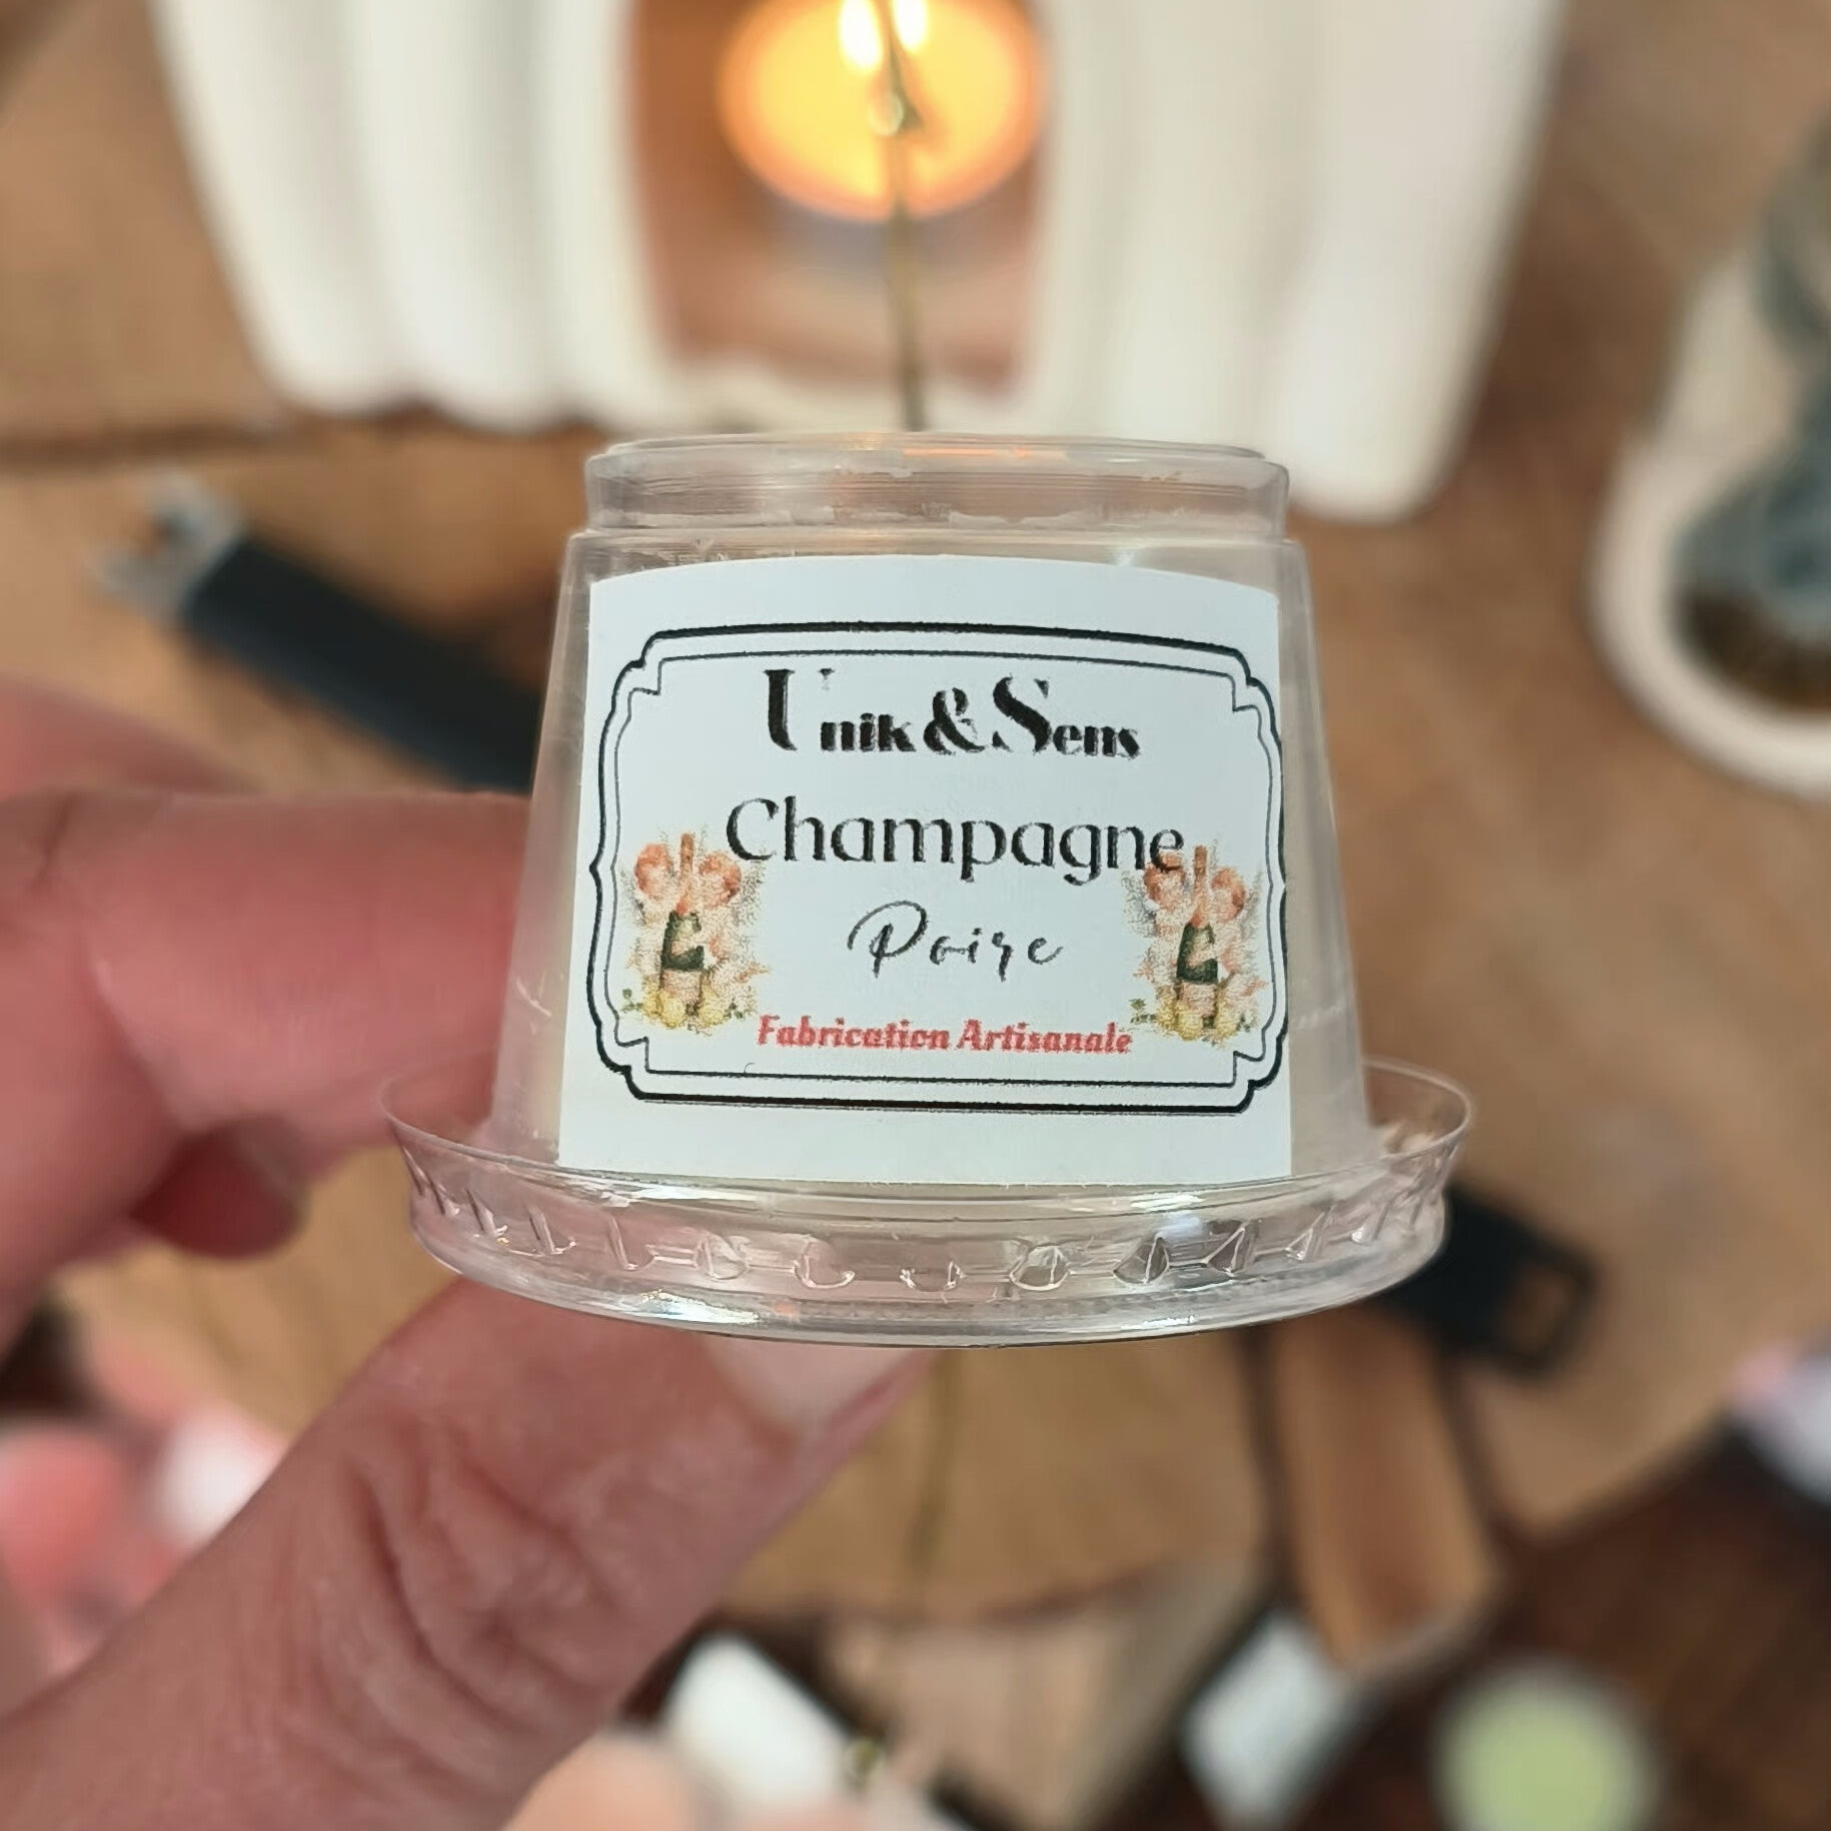 Unik & Sens
Champagne
Poire
Fabrication Artisanale